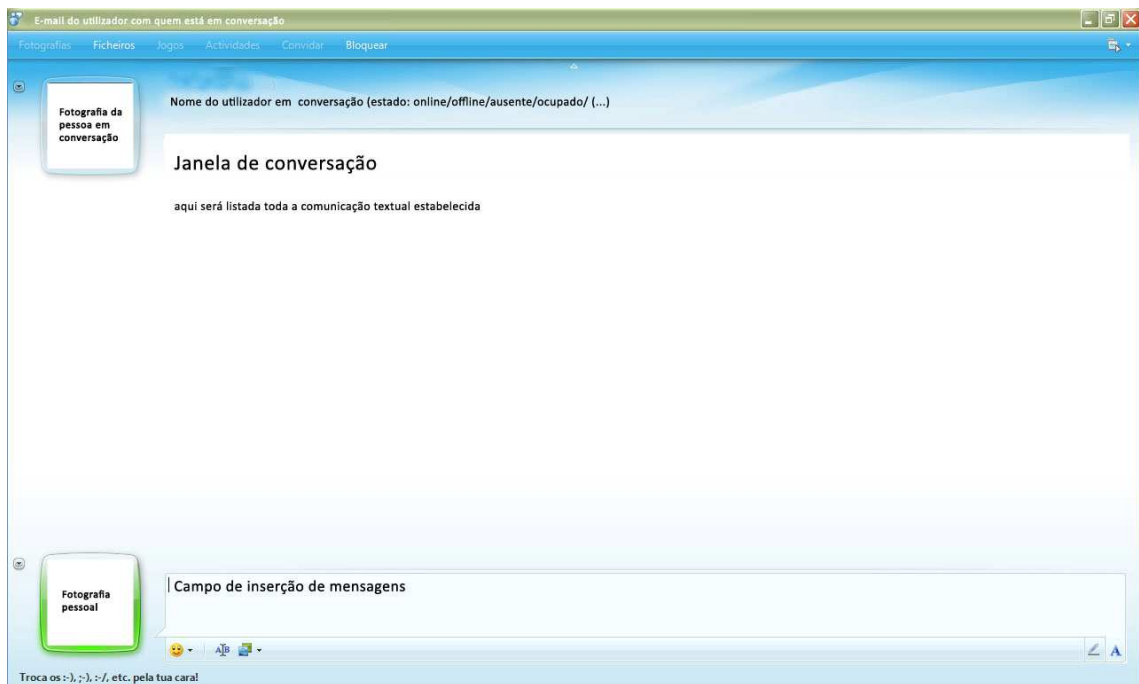 E-mail do utilizador com quem está em conversação
Fotografias Ficheiros Jogos Actividades Convidar Bloquear
Nome do utilizador em conversação (estado: online/offline/ausente/ocupado/ (...)
Fotografia da
pessoa em
conversação
Janela de conversação
aqui será listada toda a comunicação textual estabelecida
Fotografia
pessoal
Campo de inserção de mensagens
A B
A
Troca os :-), ;-), :-/, etc. pela tua cara!